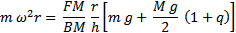 m ω²r = FM/BM r/h [m g + M g/2 (1 + q)]